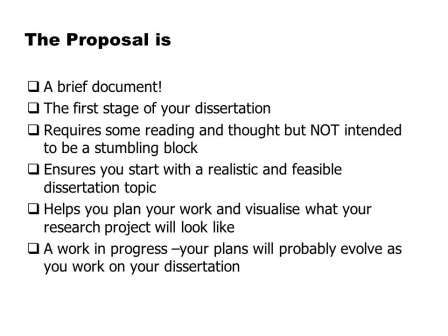 The Proposal is
❑ A brief document!
❑ The first stage of your dissertation
❑ Requires some reading and thought but NOT intended
to be a stumbling block
❑ Ensures you start with a realistic and feasible
dissertation topic
❑ Helps you plan your work and visualise what your
research project will look like
❑ A work in progress –your plans will probably evolve as
you work on your dissertation